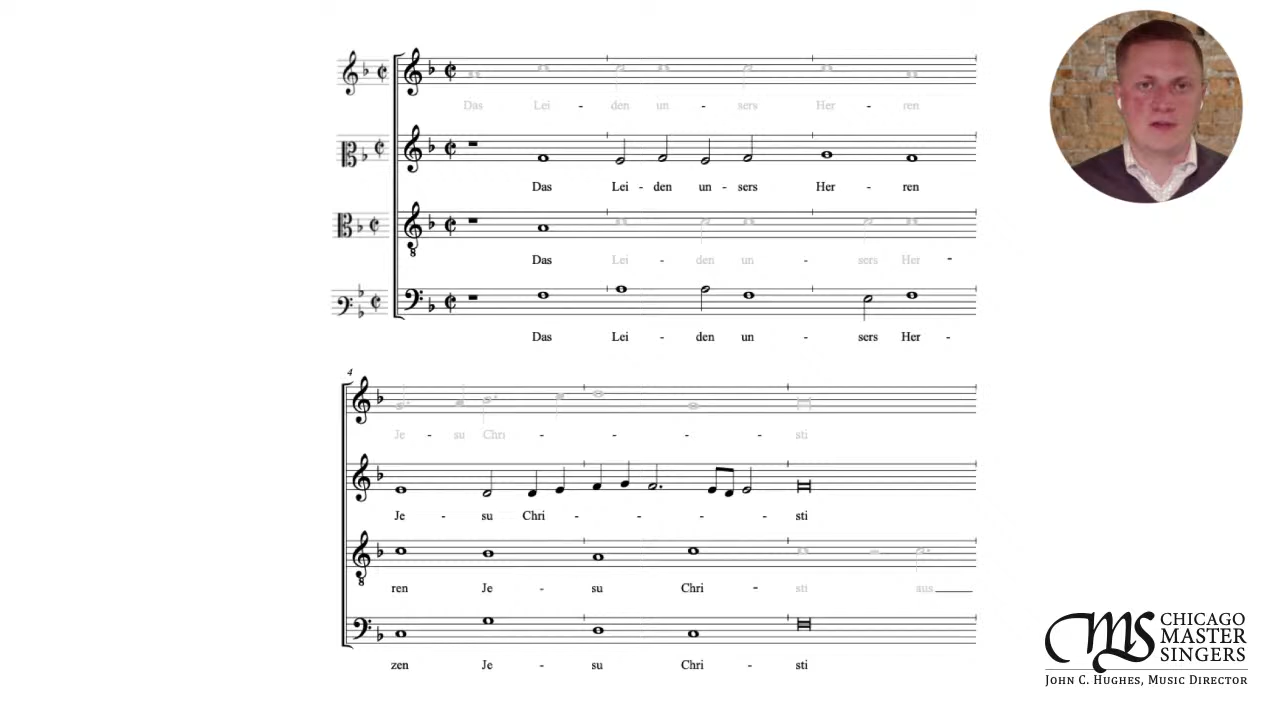 Das Lei - den un - sers Her - ren
Das Lei - den un - sers Her - ren
Das Lei - den un - sers Her -
Das Lei - den un - sers Her -
4
Je - su Chri - - - - sti
Je - su Chri - - - - sti
ren Je - su Chri - sti aus
zen Je - su Chri - sti
CMS CHICAGO
MASTER
SINGERS
JOHN C. HUGHES, MUSIC DIRECTOR